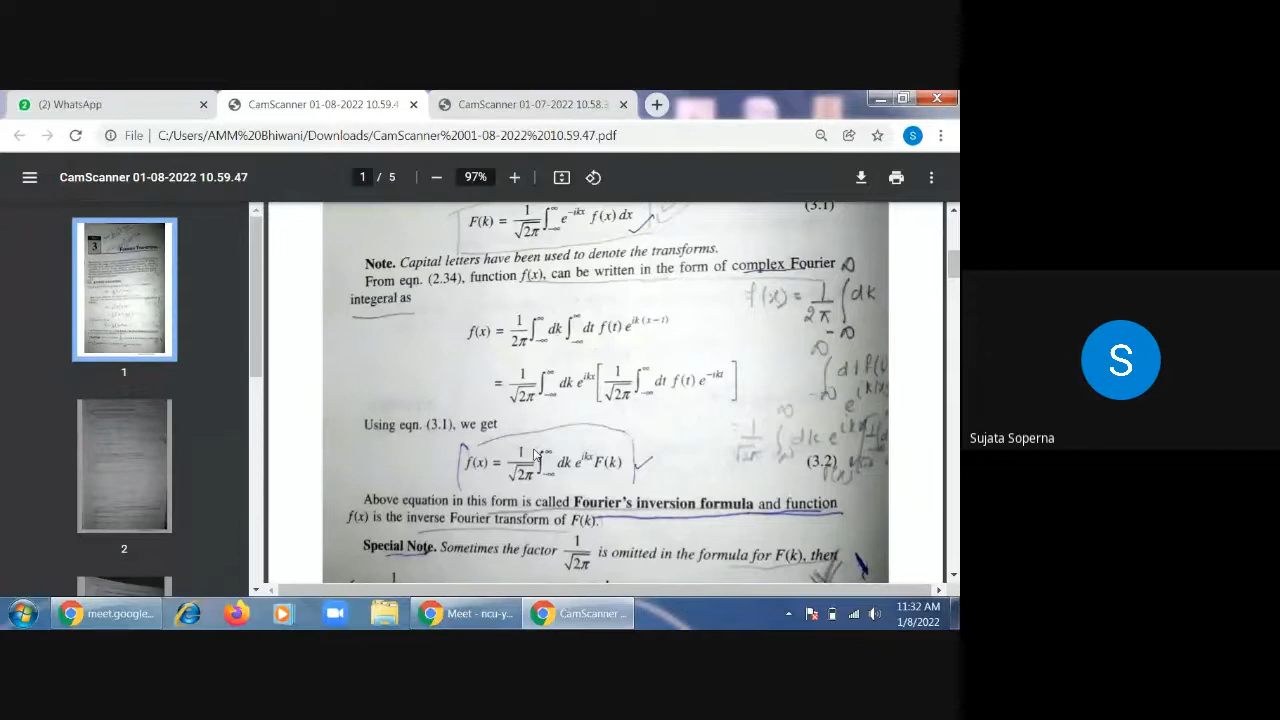 (2) WhatsApp
CamScanner 01-08-2022 10.59.4
CamScanner 01-07-2022 10.58.3
File | C:/Users/AMM%20Bhiwani/Downloads/CamScanner%2001-08-2022%2010.59.47.pdf
S
CamScanner 01-08-2022 10.59.47
1 / 5
97%
F(k) = 1/√2π ∫_{-∞}^{∞} e^{-ikx} f(x) dx
(3.1)
Note. Capital letters have been used to denote the transforms.
From eqn. (2.34), function f(x), can be written in the form of complex Fourier
integeral as
f(x) = 1/2π ∫_{-∞}^{∞} dk
f(x) = 1/2π ∫_{-∞}^{∞} dk ∫_{-∞}^{∞} dt f(t) e^{ik(x-t)}
= 1/√2π ∫_{-∞}^{∞} dk e^{ikx} [ 1/√2π ∫_{-∞}^{∞} dt f(t) e^{-ikt} ]
Using eqn. (3.1), we get
f(x) = 1/√2π ∫_{-∞}^{∞} dk e^{ikx} F(k)
(3.2)
Above equation in this form is called Fourier's inversion formula and function
f(x) is the inverse Fourier transform of F(k).
Special Note. Sometimes the factor 1/√2π is omitted in the formula for F(k), then
1
2
3
S
Sujata Soperna
meet.google...
Meet - ncu-y...
CamScanner ...
11:32 AM
1/8/2022